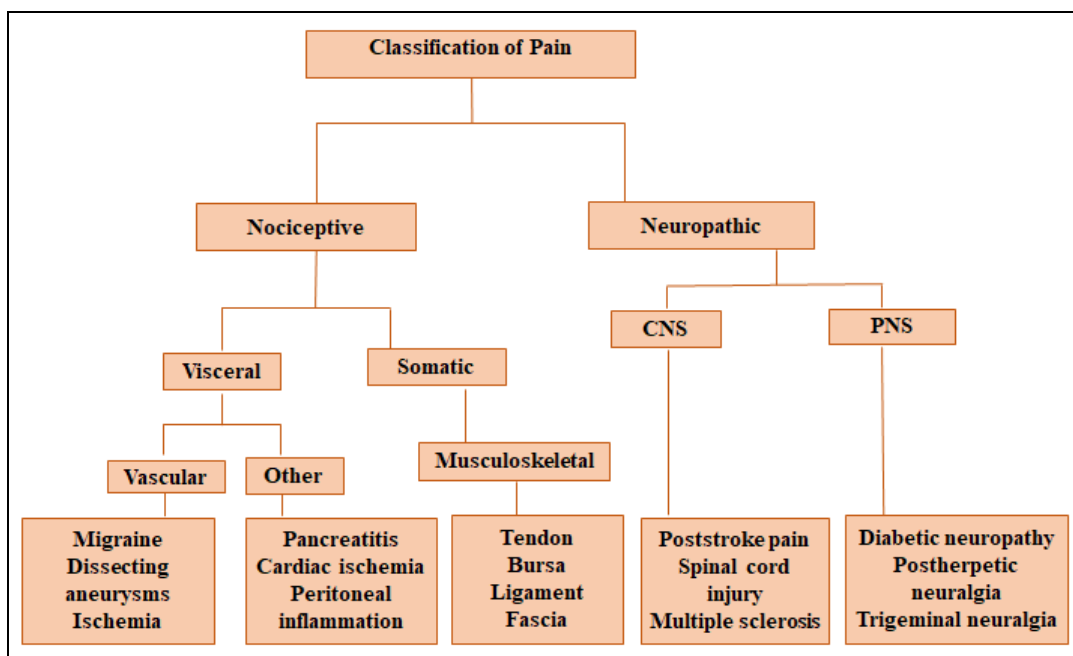 Classification of Pain
Nociceptive
Neuropathic
CNS
PNS
Visceral
Somatic
Vascular
Other
Musculoskeletal
Migraine
Dissecting
aneurysms
Ischemia
Pancreatitis
Cardiac ischemia
Peritoneal
inflammation
Tendon
Bursa
Ligament
Fascia
Poststroke pain
Spinal cord
injury
Multiple sclerosis
Diabetic neuropathy
Postherpetic
neuralgia
Trigeminal neuralgia